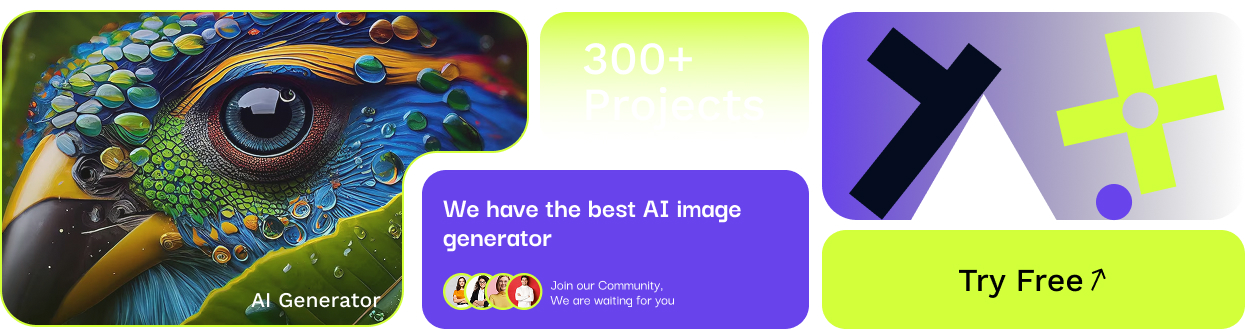 AI Generator
300+
Projects
We have the best AI image
generator
Join our Community,
We are waiting for you
Try Free